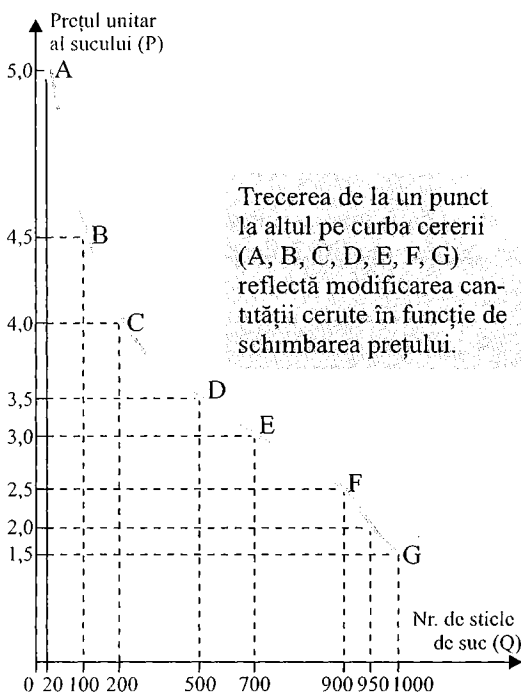 Prețul unitar
al sucului (P)
5,0
A
4,5
B
4,0
C
3,5
D
3,0
E
2,5
F
2,0
1,5
G
Trecerea de la un punct
la altul pe curba cererii
(A, B, C, D, E, F, G)
reflectă modificarea can-
tității cerute în funcție de
schimbarea prețului.
Nr. de sticle
de suc (Q)
0 20 100 200 500 700 900 950 1000